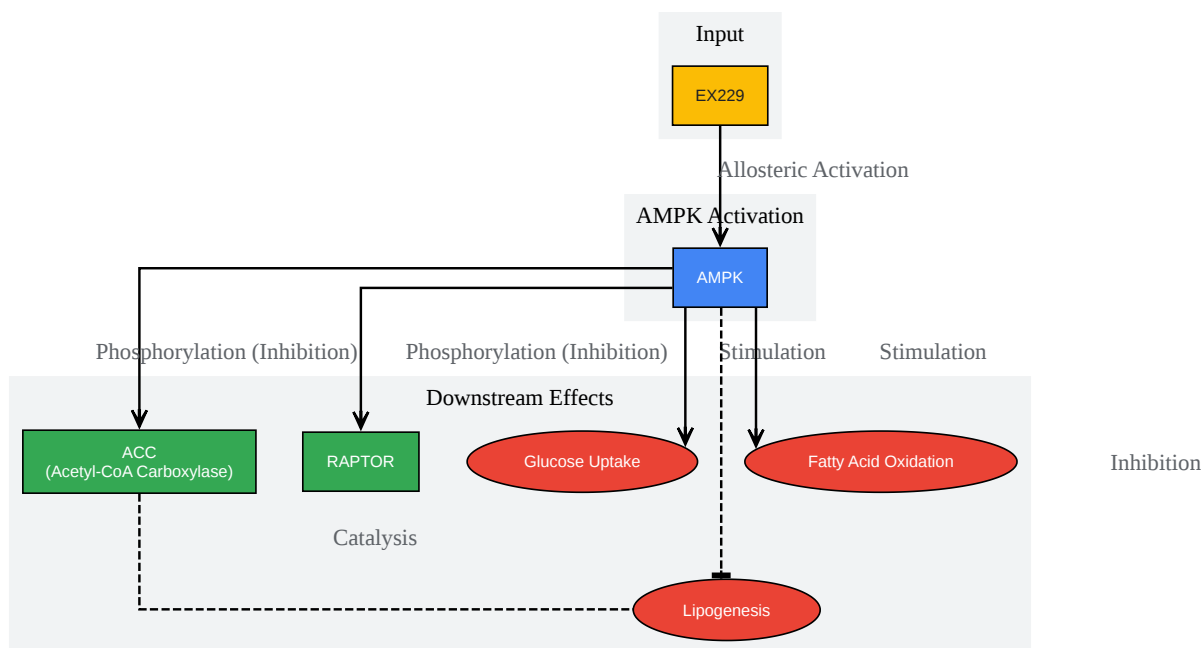 Input
EX229
Allosteric Activation
AMPK Activation
AMPK
Phosphorylation (Inhibition)
Phosphorylation (Inhibition)
Stimulation
Stimulation
Downstream Effects
ACC
(Acetyl-CoA Carboxylase)
RAPTOR
Glucose Uptake
Fatty Acid Oxidation
Inhibition
Catalysis
Lipogenesis